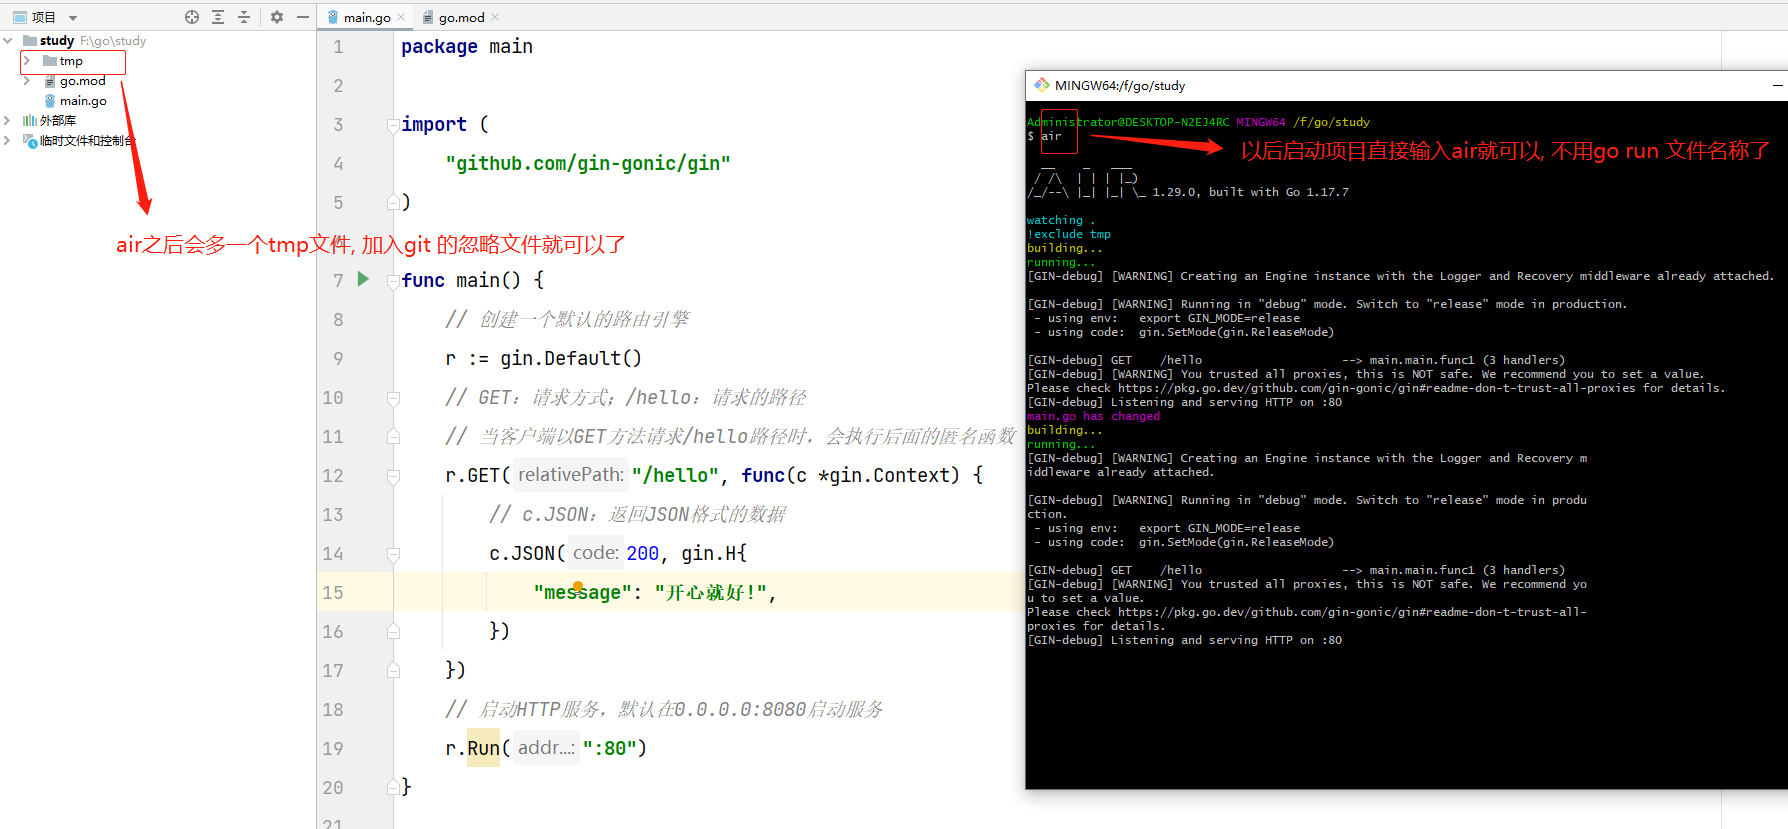 项目
main.go
go.mod
study F:\go\study
tmp
go.mod
main.go
外部库
临时文件和控制台
air之后会多一个tmp文件, 加入git 的忽略文件就可以了
1 package main
2
3 import (
4 "github.com/gin-gonic/gin"
5 )
7 func main() {
8 // 创建一个默认的路由引擎
9 r := gin.Default()
10 // GET：请求方式；/hello：请求的路径
11 // 当客户端以GET方法请求/hello路径时，会执行后面的匿名函数
12 r.GET( relativePath: "/hello", func(c *gin.Context) {
13 // c.JSON：返回JSON格式的数据
14 c.JSON( code: 200, gin.H{
15 "message": "开心就好!",
16 })
17 })
18 // 启动HTTP服务，默认在0.0.0.0:8080启动服务
19 r.Run( addr...: ":80")
20 }
21
MINGW64:/f/go/study
Administrator@DESKTOP-N2EJ4RC MINGW64 /f/go/study
$ air
以后启动项目直接输入air就可以, 不用go run 文件名称了
  __    _   ___
 / /\  | | | |_)
/_/--\ |_| |_| \_ 1.29.0, built with Go 1.17.7
watching .
!exclude tmp
building...
running...
[GIN-debug] [WARNING] Creating an Engine instance with the Logger and Recovery middleware already attached.
[GIN-debug] [WARNING] Running in "debug" mode. Switch to "release" mode in production.
- using env: export GIN_MODE=release
- using code: gin.SetMode(gin.ReleaseMode)
[GIN-debug] GET /hello --> main.main.func1 (3 handlers)
[GIN-debug] [WARNING] You trusted all proxies, this is NOT safe. We recommend you to set a value.
Please check https://pkg.go.dev/github.com/gin-gonic/gin#readme-don-t-trust-all-proxies for details.
[GIN-debug] Listening and serving HTTP on :80
main.go has changed
building...
running...
[GIN-debug] [WARNING] Creating an Engine instance with the Logger and Recovery m
iddleware already attached.
[GIN-debug] [WARNING] Running in "debug" mode. Switch to "release" mode in produ
ction.
- using env: export GIN_MODE=release
- using code: gin.SetMode(gin.ReleaseMode)
[GIN-debug] GET /hello --> main.main.func1 (3 handlers)
[GIN-debug] [WARNING] You trusted all proxies, this is NOT safe. We recommend yo
u to set a value.
Please check https://pkg.go.dev/github.com/gin-gonic/gin#readme-don-t-trust-all-
proxies for details.
[GIN-debug] Listening and serving HTTP on :80